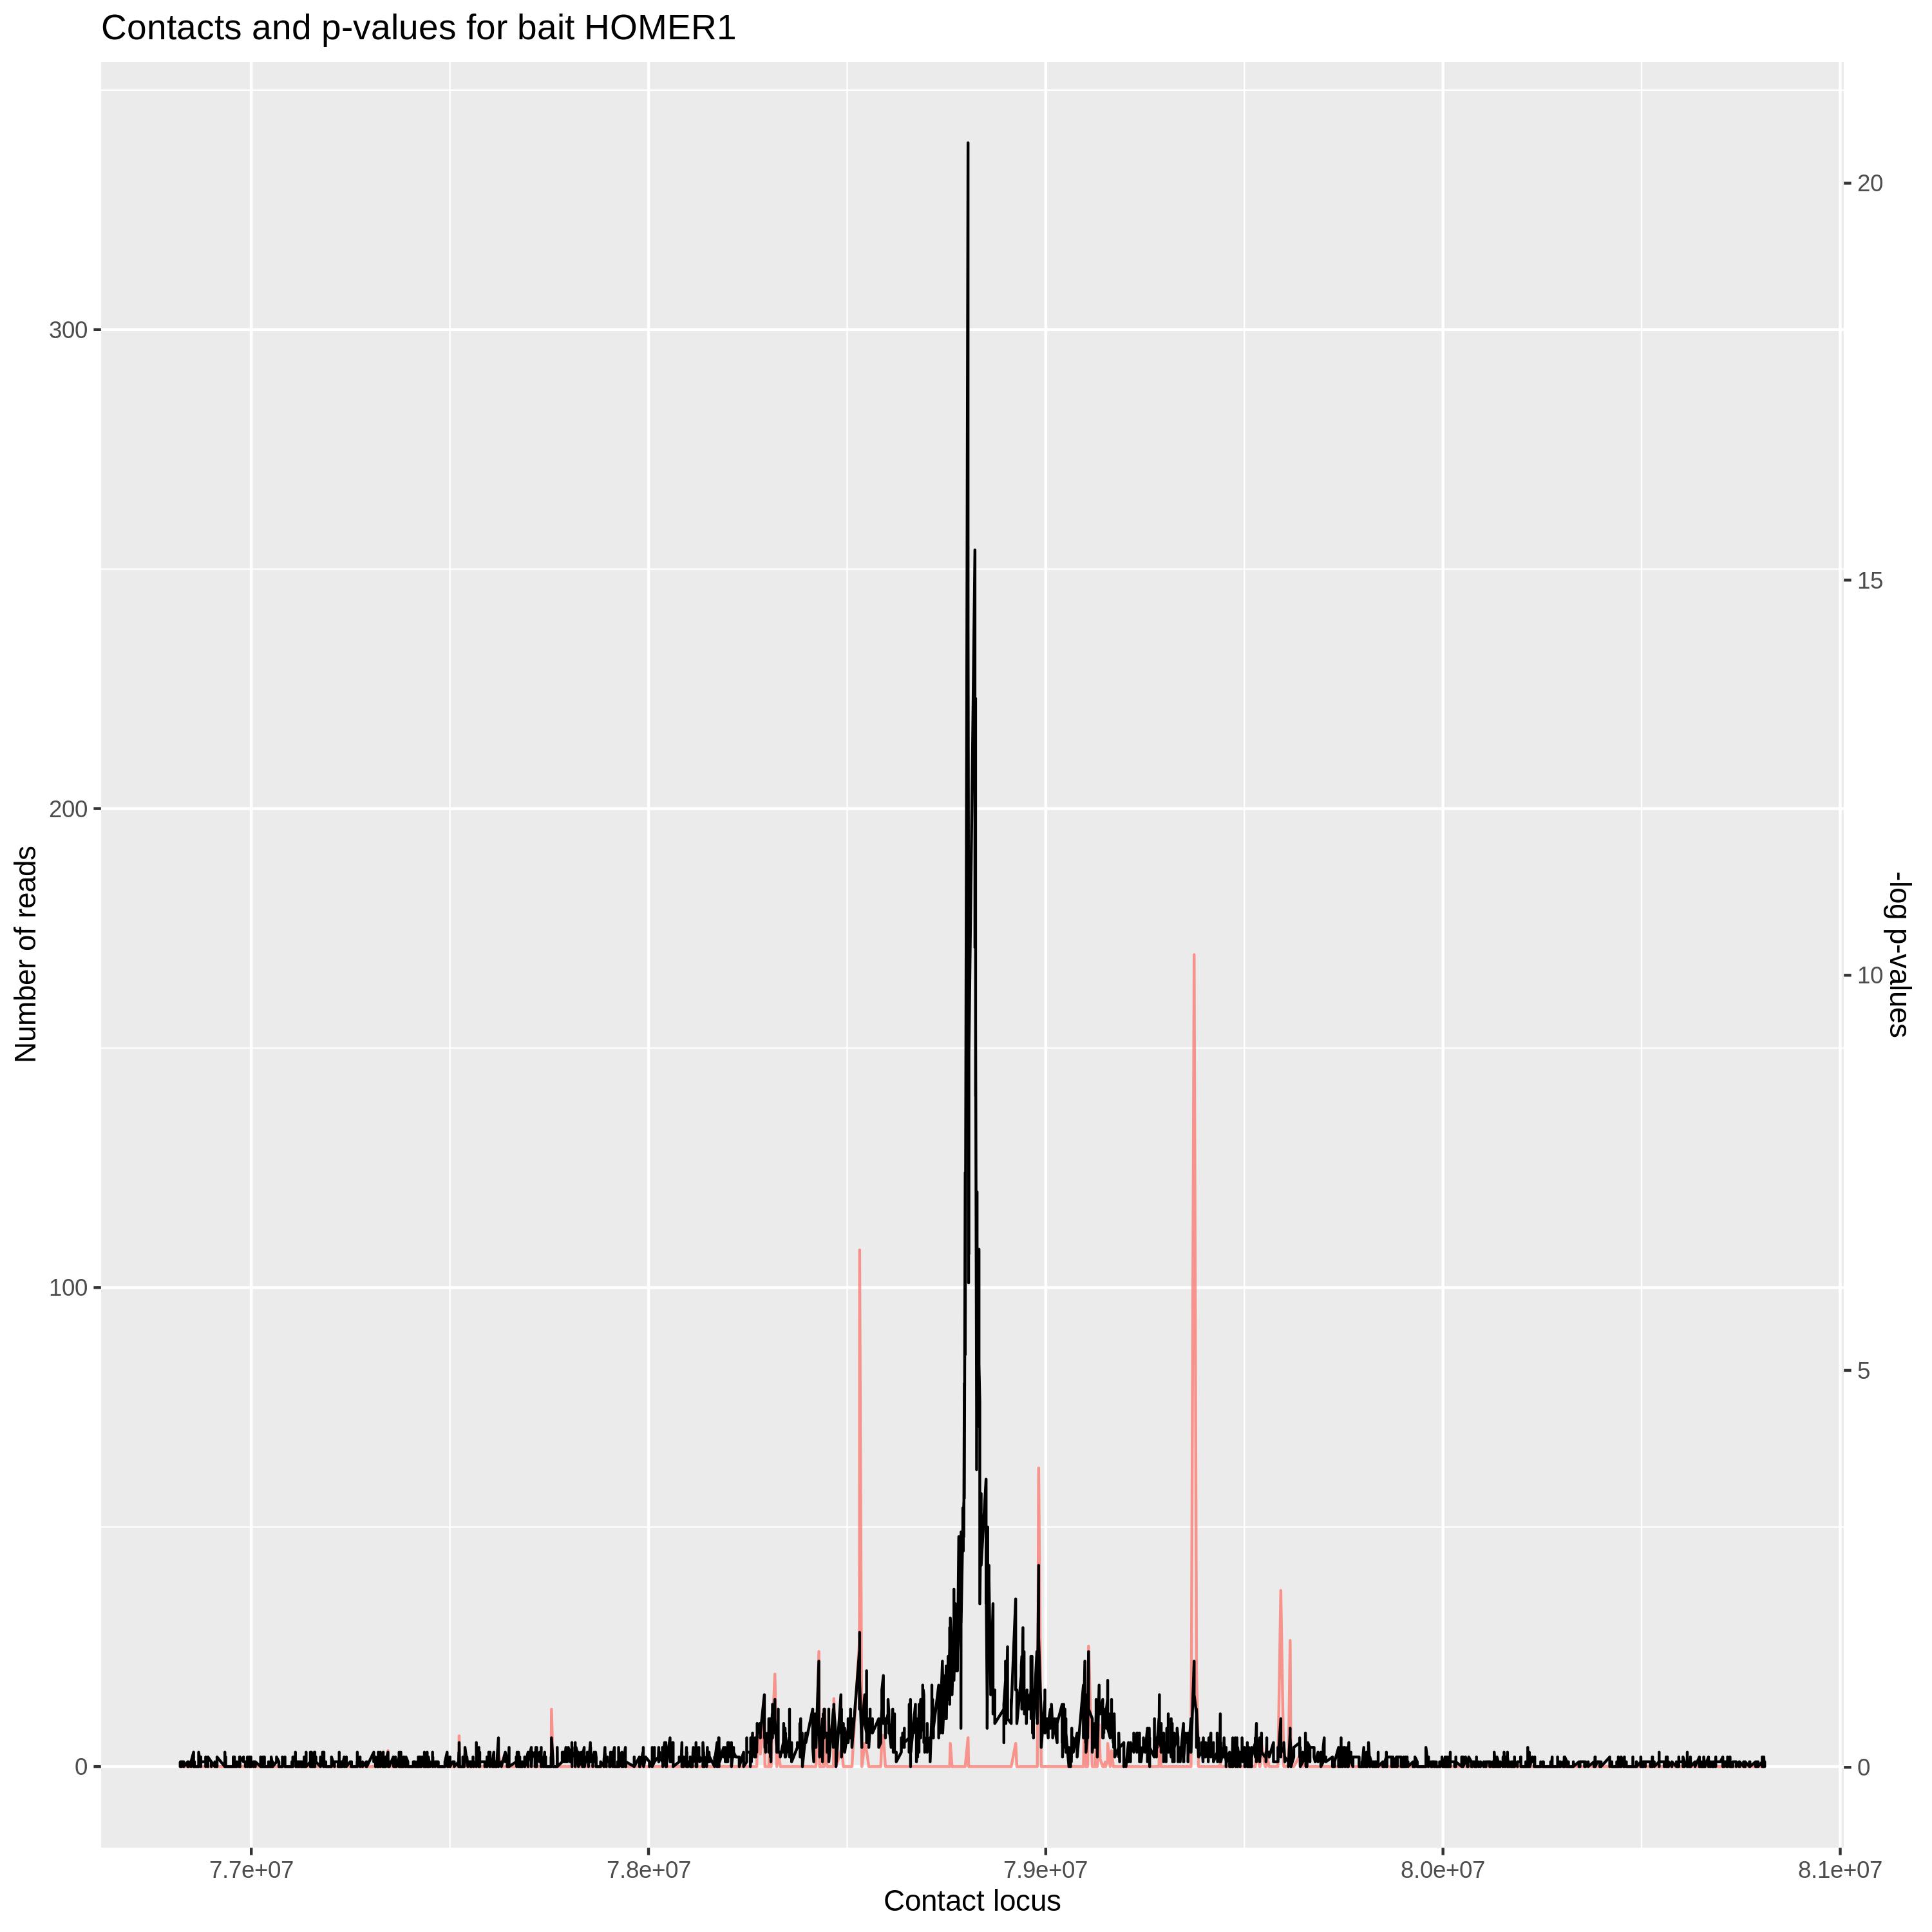 Contacts and p-values for bait HOMER1
300
200
100
0
Number of reads
20
15
10
5
0
-log p-values
7.7e+07 7.8e+07 7.9e+07 8.0e+07 8.1e+07
Contact locus